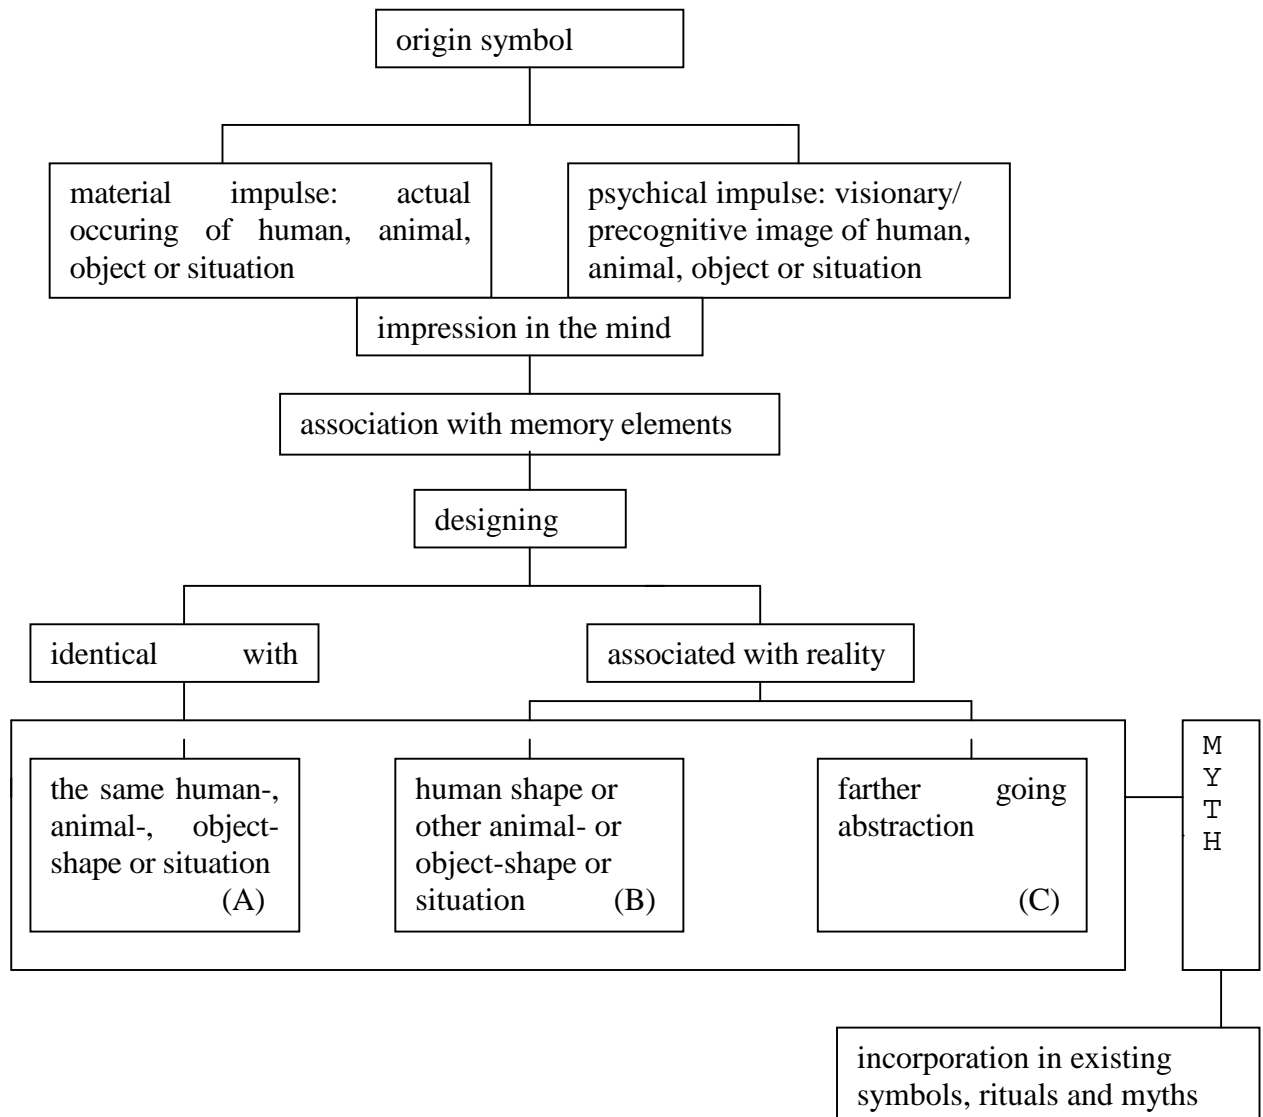 origin symbol
material impulse: actual
occuring of human, animal,
object or situation
psychical impulse: visionary/
precognitive image of human,
animal, object or situation
impression in the mind
association with memory elements
designing
identical with
associated with reality
the same human-,
animal-, object-
shape or situation
(A)
human shape or
other animal- or
object-shape or
situation (B)
farther going
abstraction
(C)
M
Y
T
H
incorporation in existing
symbols, rituals and myths